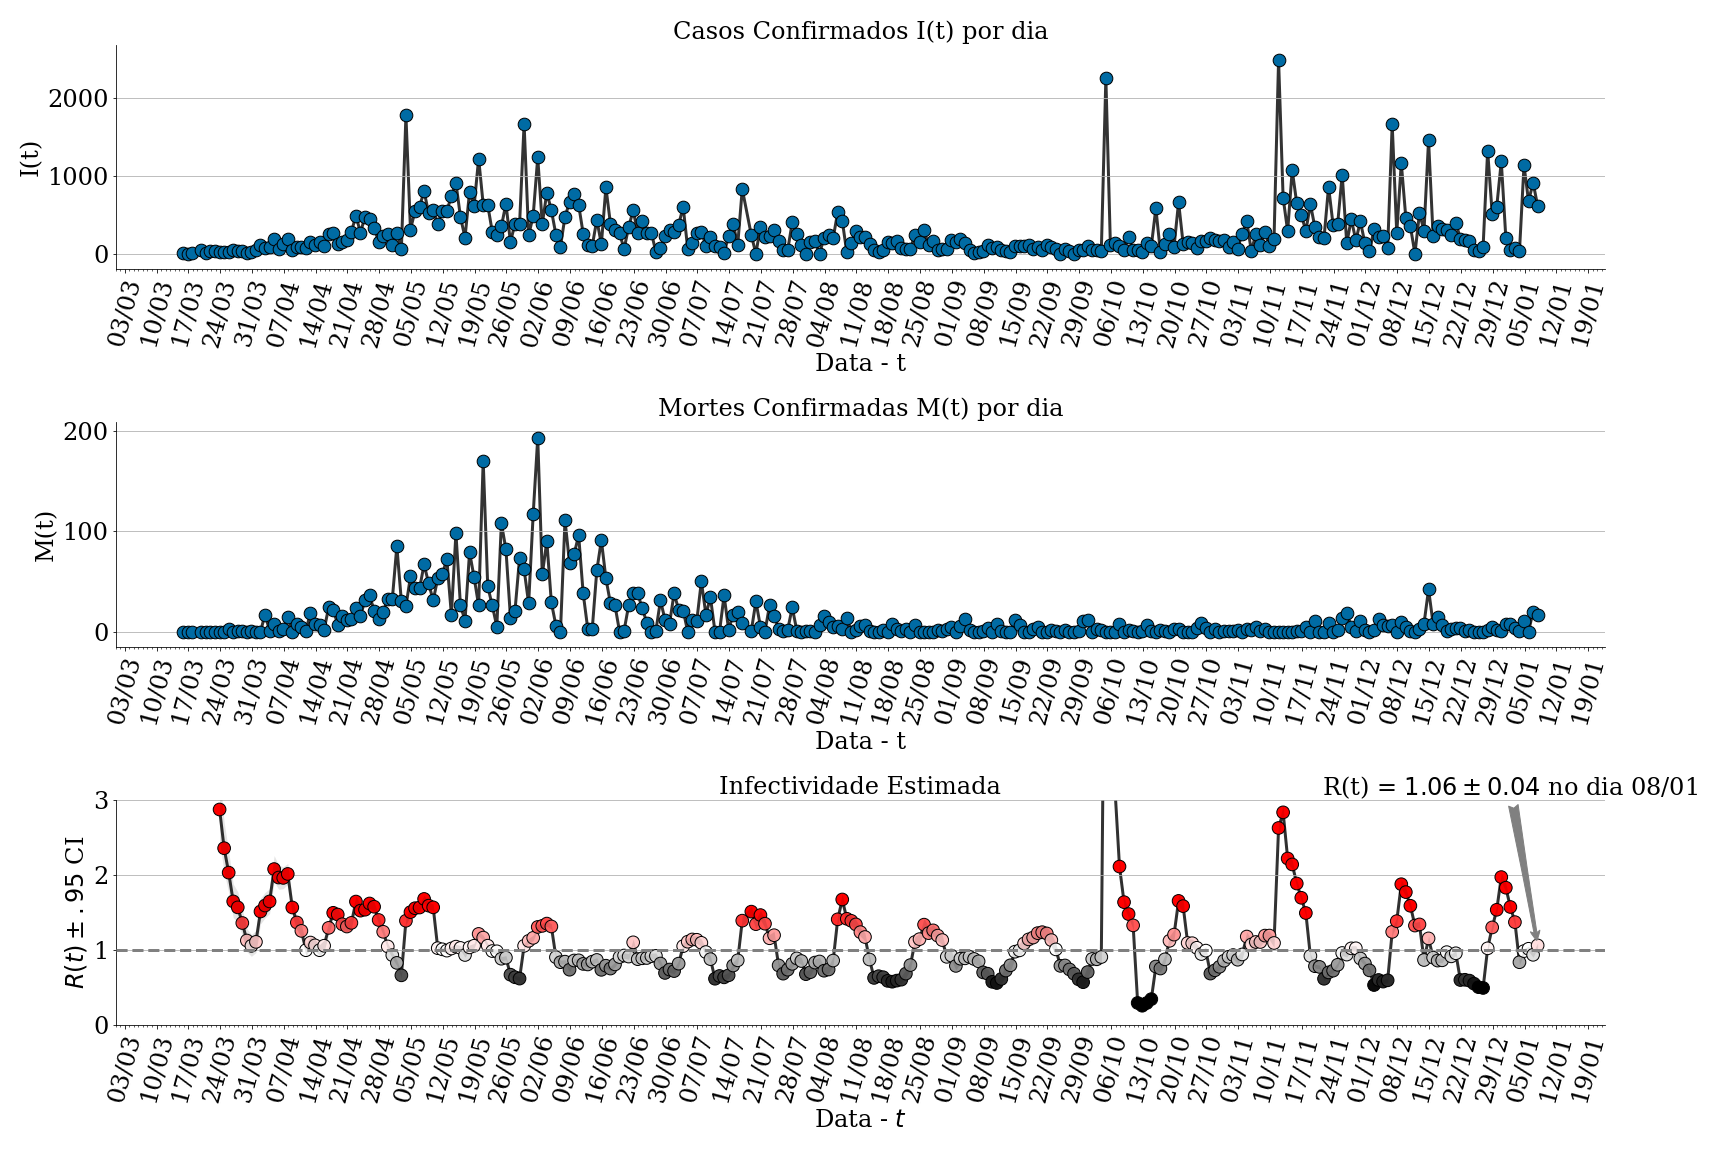 Casos Confirmados I(t) por dia
I(t)
2000
1000
0
03/03 10/03 17/03 24/03 31/03 07/04 14/04 21/04 28/04 05/05 12/05 19/05 26/05 02/06 09/06 16/06 23/06 30/06 07/07 14/07 21/07 28/07 04/08 11/08 18/08 25/08 01/09 08/09 15/09 22/09 29/09 06/10 13/10 20/10 27/10 03/11 10/11 17/11 24/11 01/12 08/12 15/12 22/12 29/12 05/01 12/01 19/01
Data - t
Mortes Confirmadas M(t) por dia
M(t)
200
100
0
03/03 10/03 17/03 24/03 31/03 07/04 14/04 21/04 28/04 05/05 12/05 19/05 26/05 02/06 09/06 16/06 23/06 30/06 07/07 14/07 21/07 28/07 04/08 11/08 18/08 25/08 01/09 08/09 15/09 22/09 29/09 06/10 13/10 20/10 27/10 03/11 10/11 17/11 24/11 01/12 08/12 15/12 22/12 29/12 05/01 12/01 19/01
Data - t
Infectividade Estimada
R(t) = 1.06 ± 0.04 no dia 08/01
R(t) ± .95 CI
3
2
1
0
03/03 10/03 17/03 24/03 31/03 07/04 14/04 21/04 28/04 05/05 12/05 19/05 26/05 02/06 09/06 16/06 23/06 30/06 07/07 14/07 21/07 28/07 04/08 11/08 18/08 25/08 01/09 08/09 15/09 22/09 29/09 06/10 13/10 20/10 27/10 03/11 10/11 17/11 24/11 01/12 08/12 15/12 22/12 29/12 05/01 12/01 19/01
Data - t